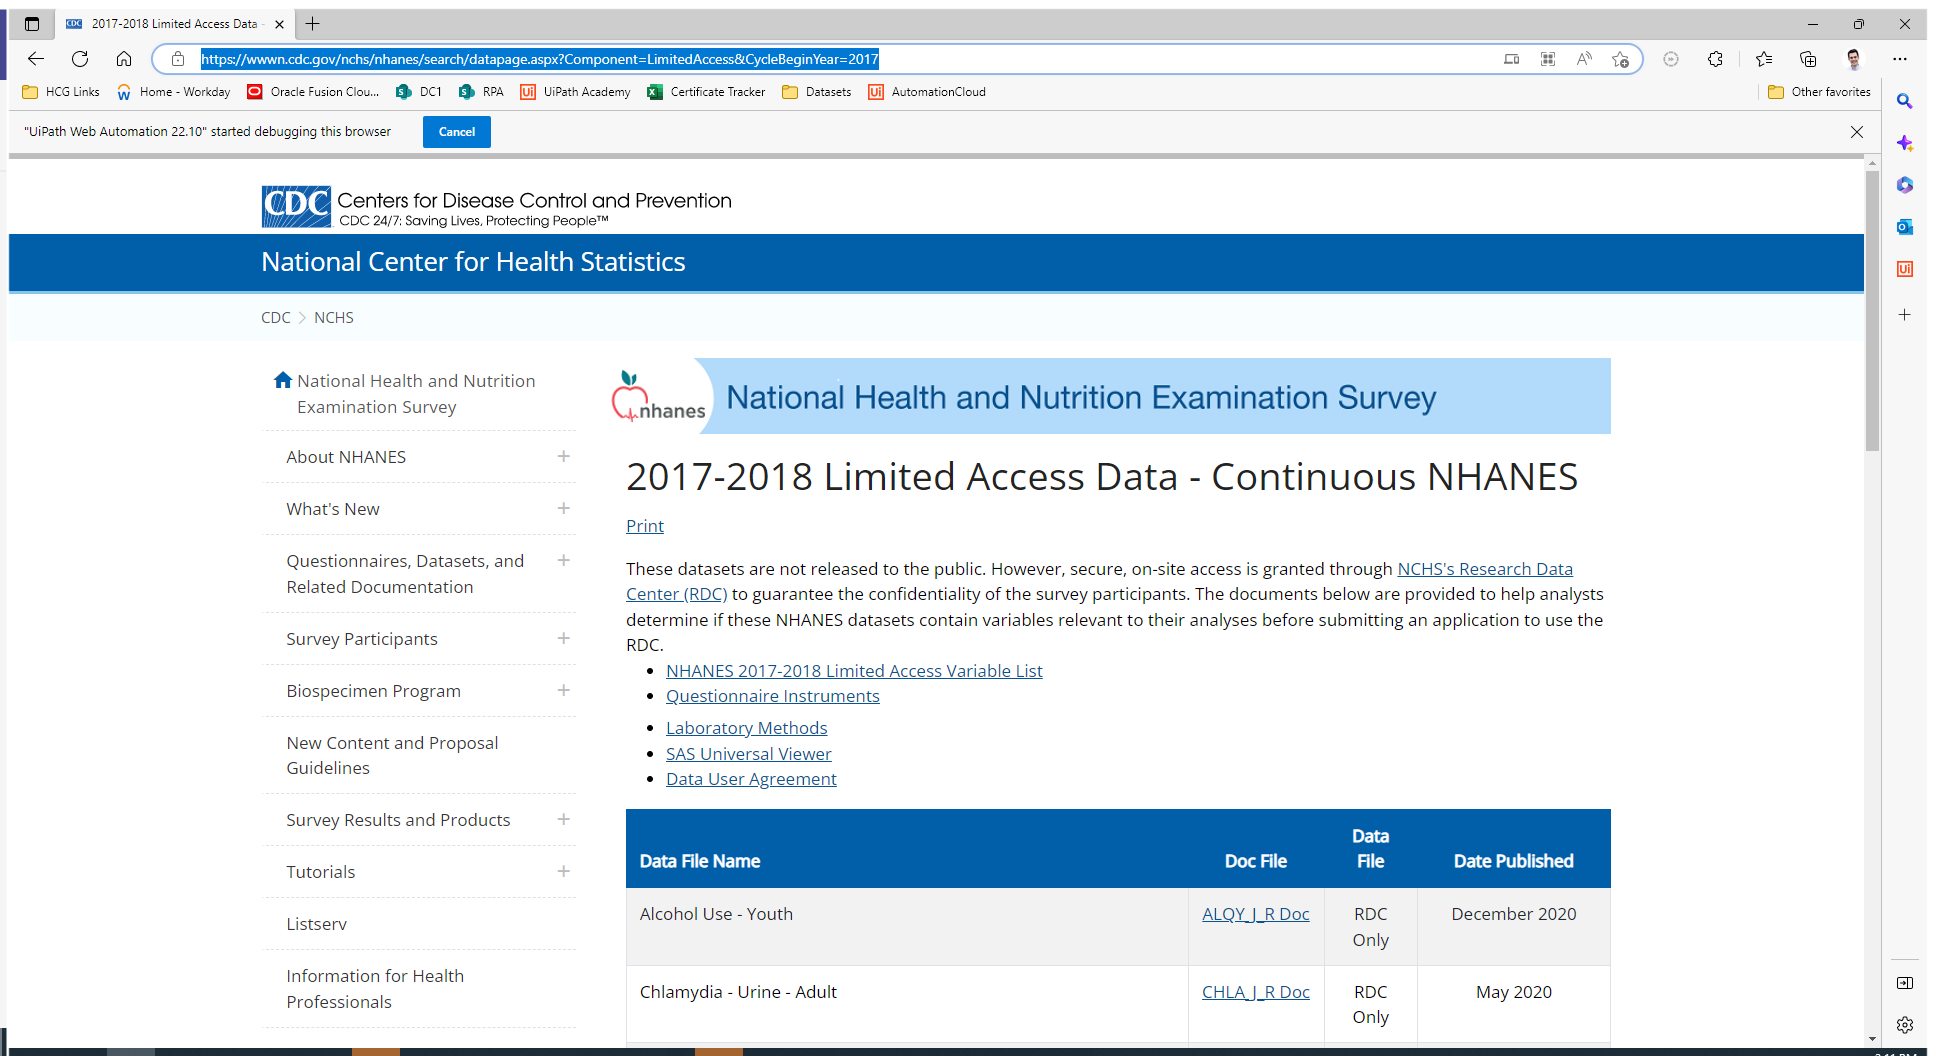 2017-2018 Limited Access Data -
https://wwwn.cdc.gov/nchs/nhanes/search/datapage.aspx?Component=LimitedAccess&CycleBeginYear=2017
HCG Links Home - Workday Oracle Fusion Clou... DC1 RPA UiPath Academy Certificate Tracker Datasets AutomationCloud Other favorites
"UiPath Web Automation 22.10" started debugging this browser Cancel
CDC Centers for Disease Control and Prevention
CDC 24/7: Saving Lives, Protecting People™
National Center for Health Statistics
CDC > NCHS
National Health and Nutrition
Examination Survey
About NHANES
What's New
Questionnaires, Datasets, and
Related Documentation
Survey Participants
Biospecimen Program
New Content and Proposal
Guidelines
Survey Results and Products
Tutorials
Listserv
Information for Health
Professionals
nhanes National Health and Nutrition Examination Survey
2017-2018 Limited Access Data - Continuous NHANES
Print
These datasets are not released to the public. However, secure, on-site access is granted through NCHS's Research Data
Center (RDC) to guarantee the confidentiality of the survey participants. The documents below are provided to help analysts
determine if these NHANES datasets contain variables relevant to their analyses before submitting an application to use the
RDC.
• NHANES 2017-2018 Limited Access Variable List
• Questionnaire Instruments
• Laboratory Methods
• SAS Universal Viewer
• Data User Agreement
Data File Name Doc File Data File Date Published
Alcohol Use - Youth ALQY_J_R Doc RDC Only December 2020
Chlamydia - Urine - Adult CHLA_J_R Doc RDC Only May 2020